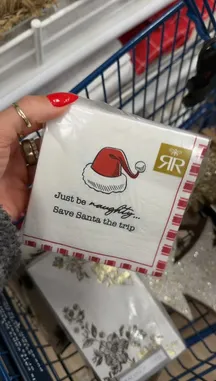 RR
Just be naughty...
Save Santa the trip